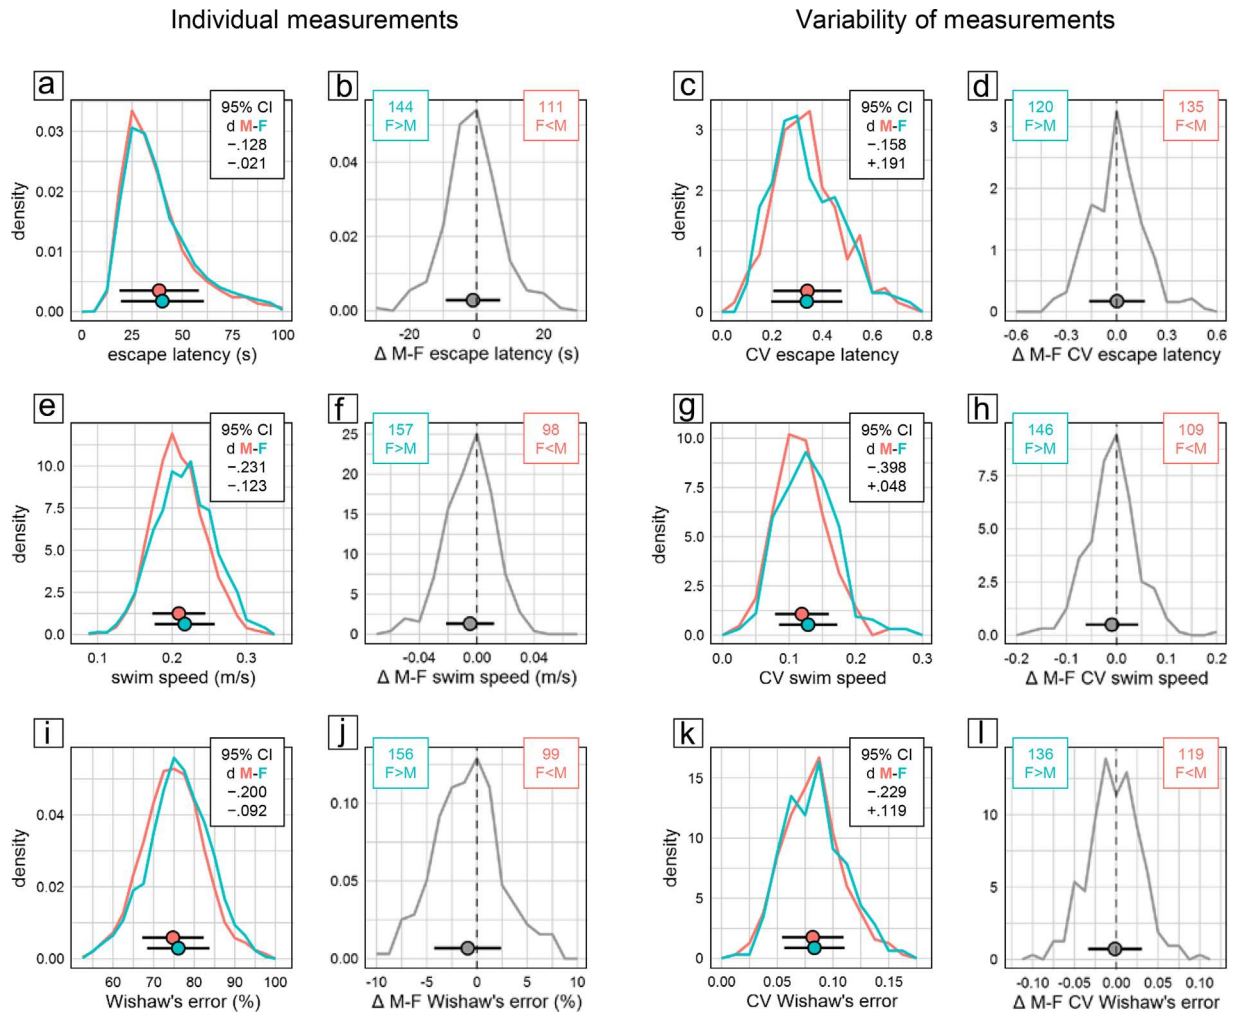 Individual measurements
Variability of measurements
a
density
0.03
0.02
0.01
0.00
0
25
50
75
100
escape latency (s)
95% CI
d M-F
−.128
−.021
b
144
F>M
111
F<M
0.04
0.02
0.00
-20
0
20
Δ M-F escape latency (s)
c
density
3
2
1
0
0.0
0.2
0.4
0.6
0.8
CV escape latency
95% CI
d M-F
−.158
+.191
d
120
F>M
135
F<M
3
2
1
0
-0.6
-0.3
0.0
0.3
0.6
Δ M-F CV escape latency
e
density
10.0
7.5
5.0
2.5
0.0
0.1
0.2
0.3
swim speed (m/s)
95% CI
d M-F
−.231
−.123
f
157
F>M
98
F<M
25
20
15
10
5
0
-0.04
0.00
0.04
Δ M-F swim speed (m/s)
g
density
10.0
7.5
5.0
2.5
0.0
0.0
0.1
0.2
0.3
CV swim speed
95% CI
d M-F
-.398
+.048
h
146
F>M
109
F<M
7.5
5.0
2.5
0.0
-0.2
-0.1
0.0
0.1
0.2
Δ M-F CV swim speed
i
density
0.04
0.02
0.00
60
70
80
90
100
Wishaw's error (%)
95% CI
d M-F
−.200
−.092
j
156
F>M
99
F<M
0.10
0.05
0.00
-10
-5
0
5
10
Δ M-F Wishaw's error (%)
k
density
15
10
5
0
0.00
0.05
0.10
0.15
CV Wishaw's error
95% CI
d M-F
−.229
+.119
l
136
F>M
119
F<M
10
5
0
-0.10
-0.05
0.00
0.05
0.10
Δ M-F CV Wishaw's error